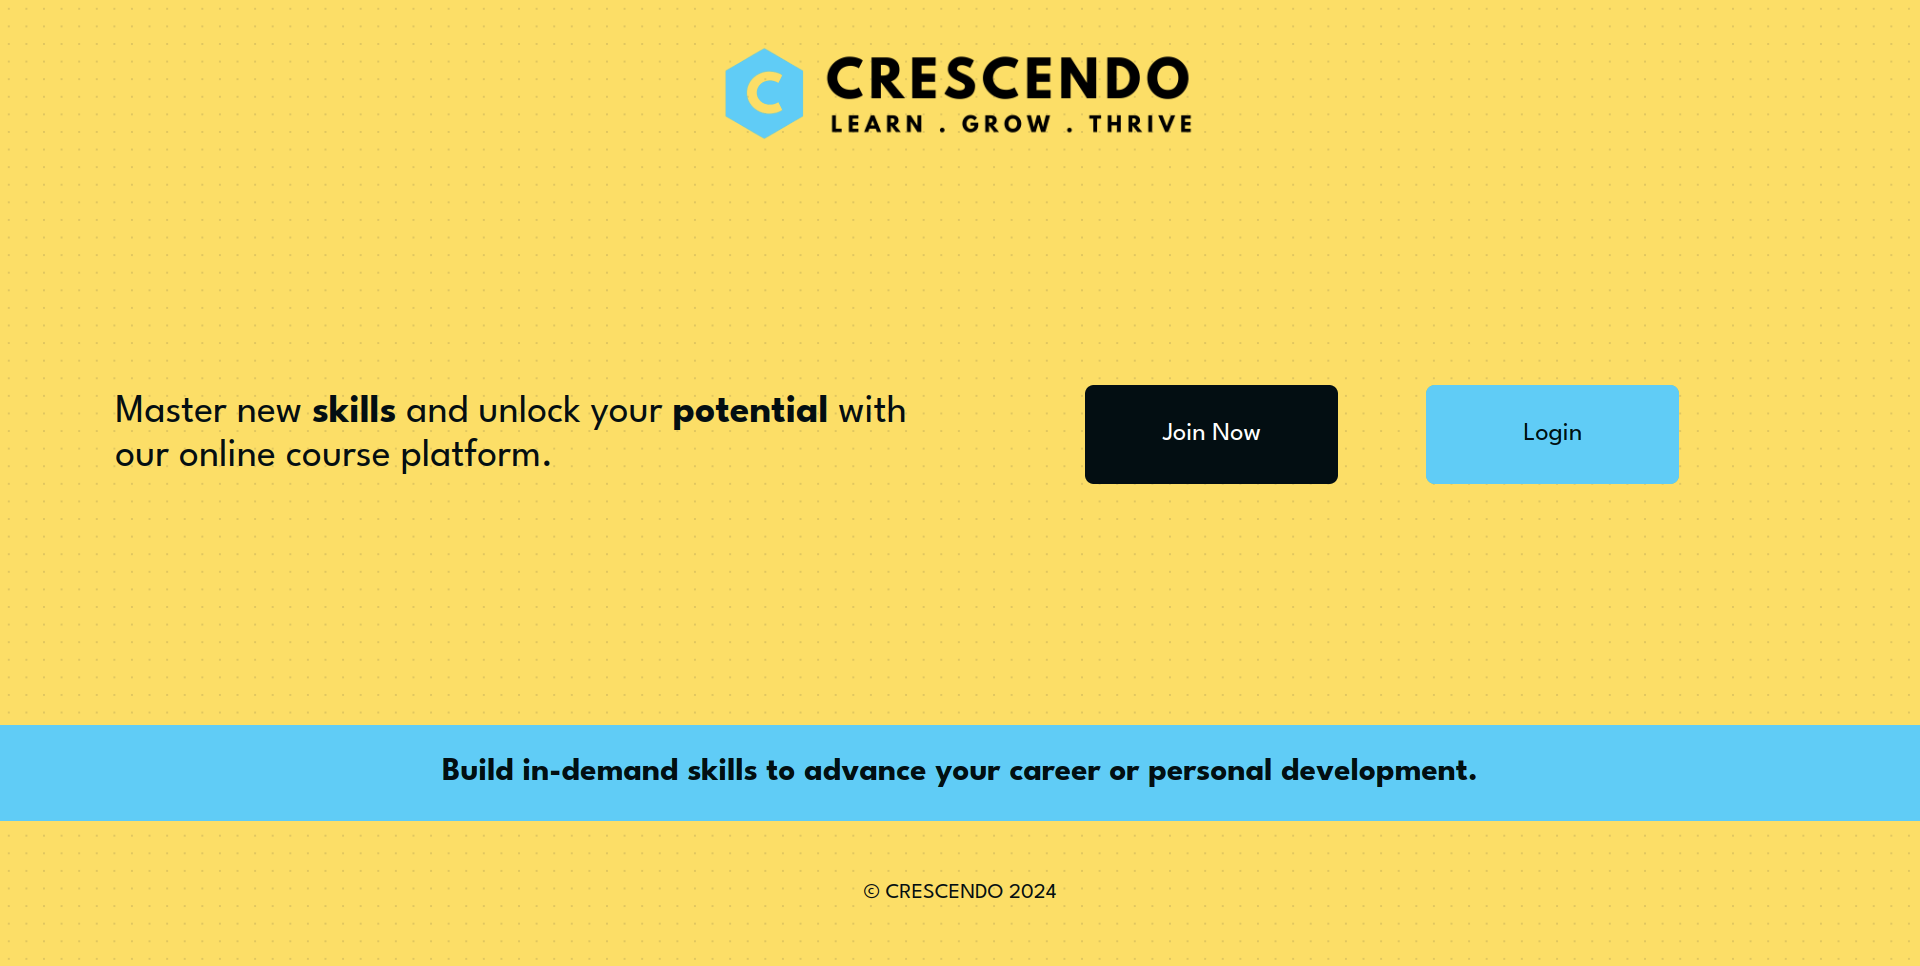 C
CRESCENDO
LEARN . GROW . THRIVE
Master new skills and unlock your potential with
our online course platform.
Join Now
Login
Build in-demand skills to advance your career or personal development.
© CRESCENDO 2024